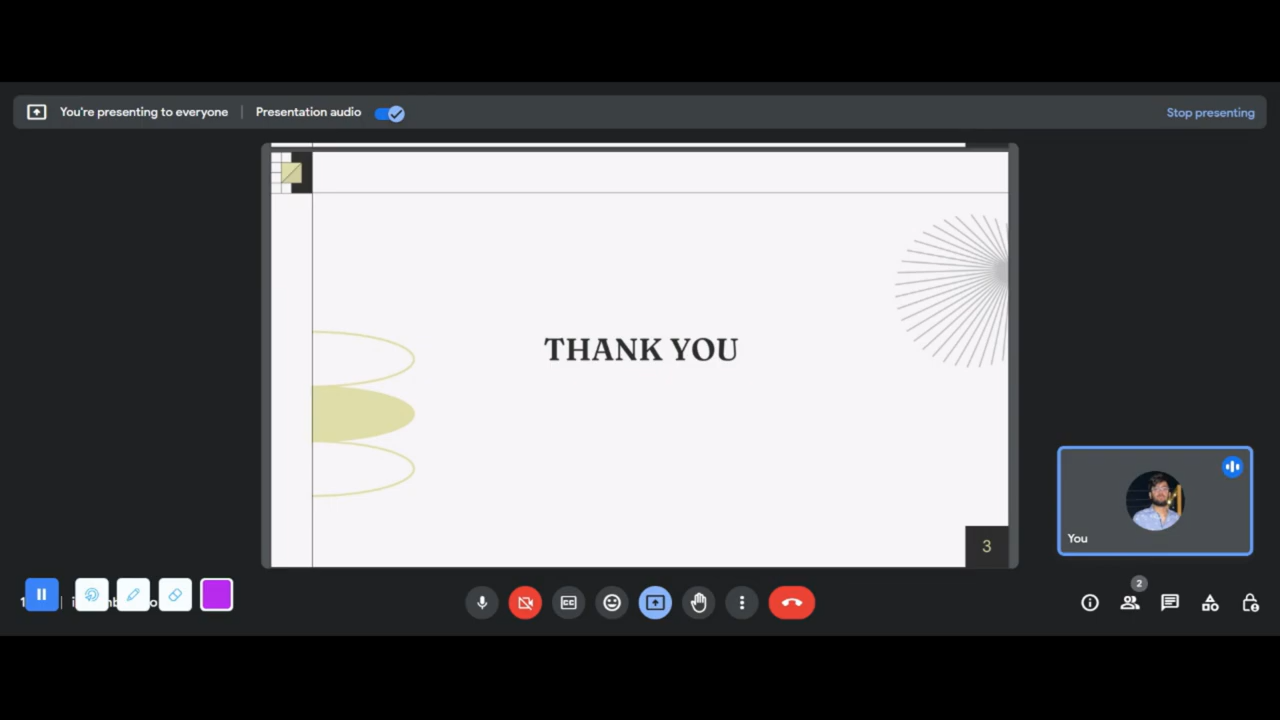 You're presenting to everyone
Presentation audio
Stop presenting
THANK YOU
3
You
2